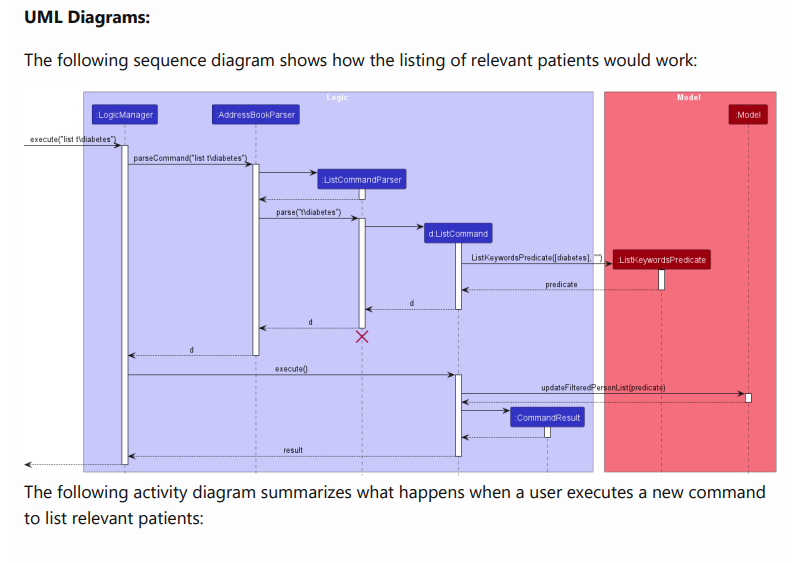 UML Diagrams:
The following sequence diagram shows how the listing of relevant patients would work:
Logic
Model
:LogicManager
:AddressBookParser
:Model
execute("list t\diabetes")
parseCommand("list t\diabetes")
:ListCommandParser
parse("t\diabetes")
d:ListCommand
ListKeywordsPredicate([diabetes], "")
:ListKeywordsPredicate
predicate
d
d
d
execute()
updateFilteredPersonList(predicate)
:CommandResult
result
The following activity diagram summarizes what happens when a user executes a new command
to list relevant patients: